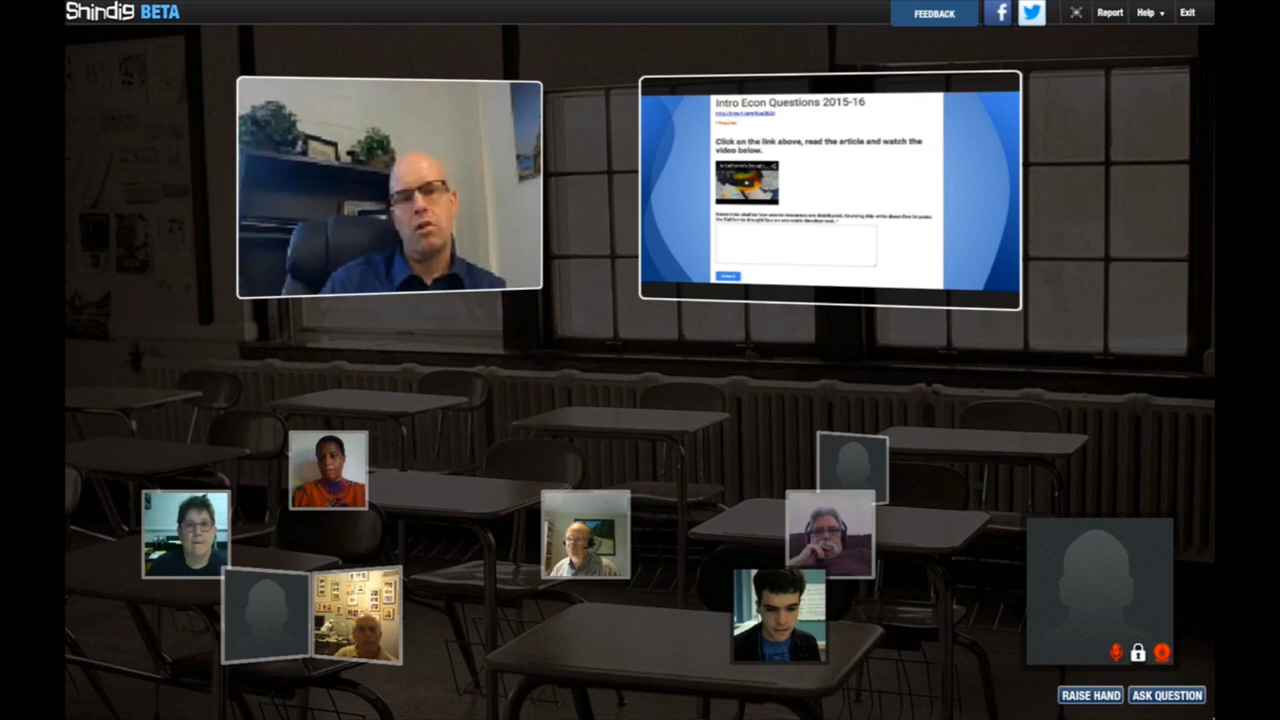 Shindig BETA
FEEDBACK
Report
Help
Exit
Intro Econ Questions 2015-16
* Required
Click on the link above, read the article and watch the
video below.
RAISE HAND
ASK QUESTION